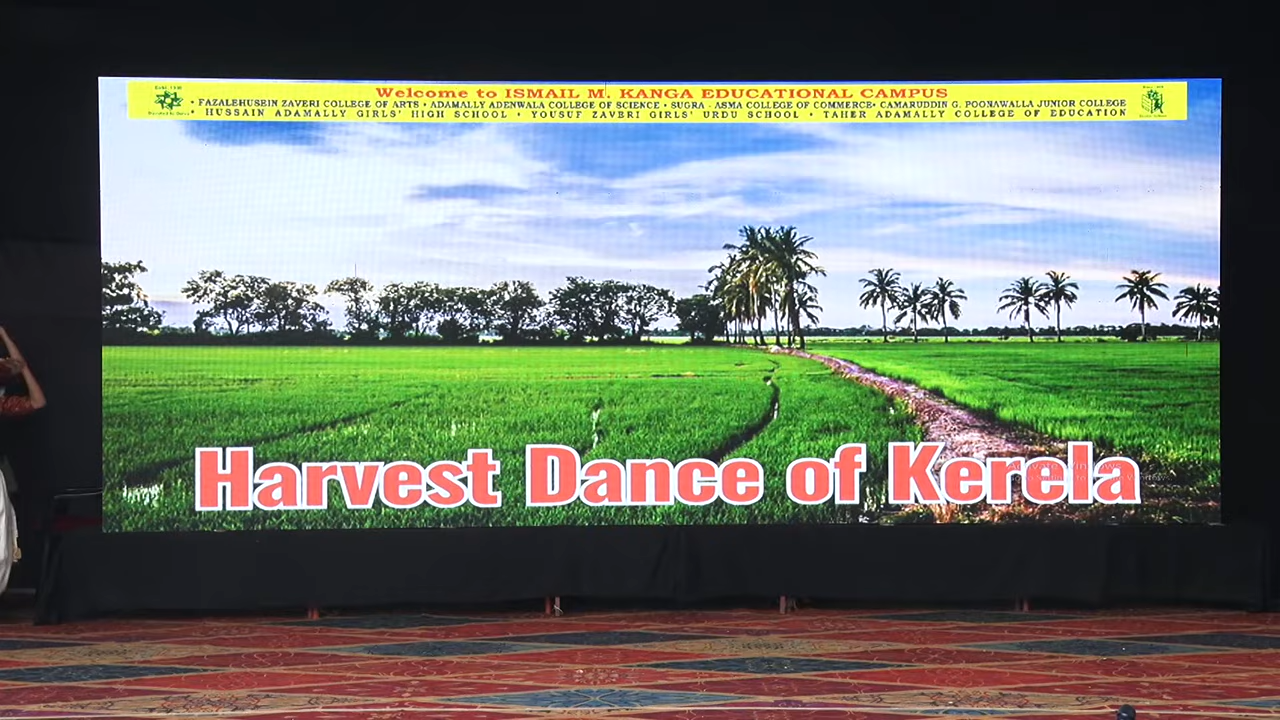 Welcome to ISMAIL M. KANGA EDUCATIONAL CAMPUS
• FAZALEHUSEIN ZAVERI COLLEGE OF ARTS • ADAMALLY ADENWALA COLLEGE OF SCIENCE • SUGRA - ASMA COLLEGE OF COMMERCE• CAMARUDDIN G. POONAWALLA JUNIOR COLLEGE
• HUSSAIN ADAMALLY GIRLS' HIGH SCHOOL • YOUSUF ZAVERI GIRLS' URDU SCHOOL • TAHER ADAMALLY COLLEGE OF EDUCATION
Harvest Dance of Kerela
Activate Windows